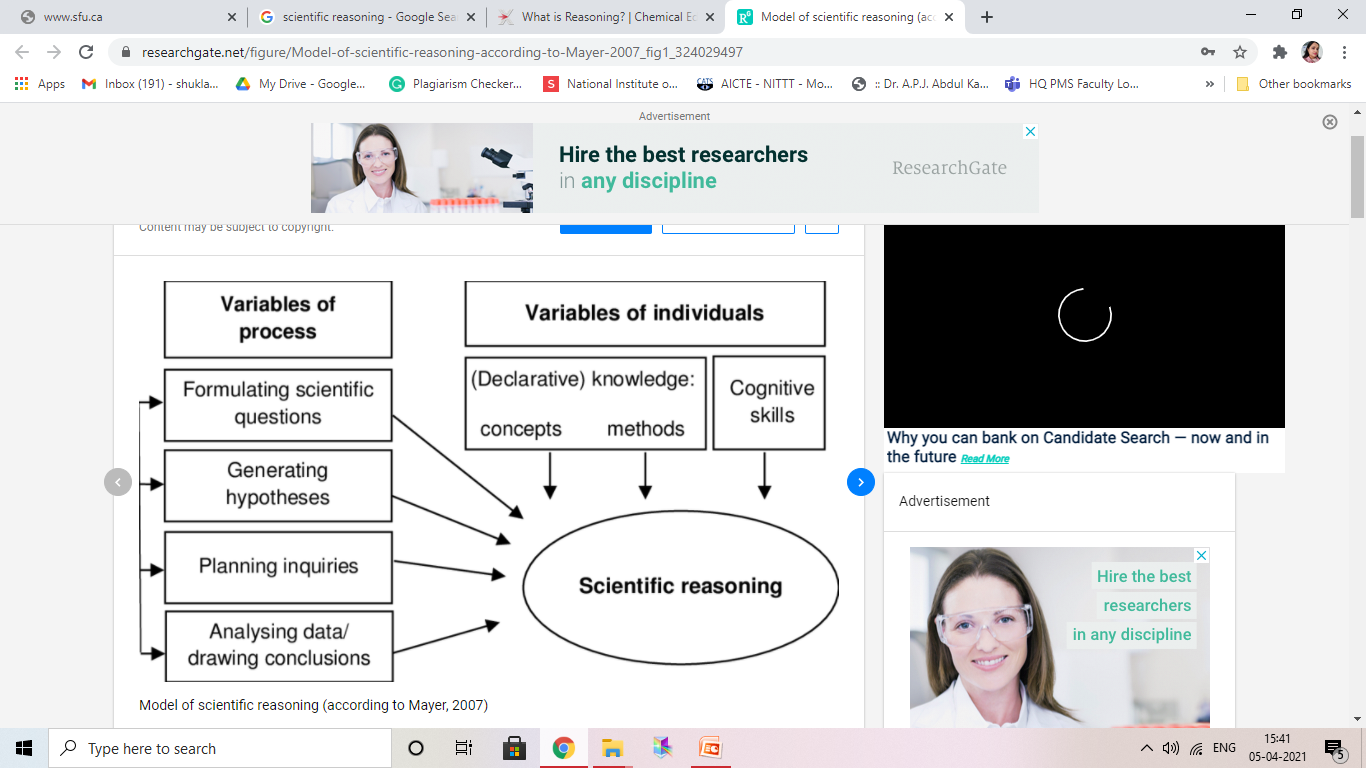 www.sfu.ca
scientific reasoning - Google Sea
What is Reasoning? | Chemical Ec
Model of scientific reasoning (acc
researchgate.net/figure/Model-of-scientific-reasoning-according-to-Mayer-2007_fig1_324029497
Apps
Inbox (191) - shukla...
My Drive - Google...
Plagiarism Checker...
National Institute o...
AICTE - NITTT - Mo...
:: Dr. A.P.J. Abdul Ka...
HQ PMS Faculty Lo...
»
Other bookmarks
Advertisement
Hire the best researchers
in any discipline
ResearchGate
Content may be subject to copyright.
Variables of
process
Variables of individuals
Formulating scientific
questions
(Declarative) knowledge:
concepts methods
Cognitive
skills
Generating
hypotheses
Planning inquiries
Analysing data/
drawing conclusions
Scientific reasoning
Model of scientific reasoning (according to Mayer, 2007)
Why you can bank on Candidate Search — now and in
the future Read More
Advertisement
Hire the best
researchers
in any discipline
Type here to search
ENG
15:41
05-04-2021
5